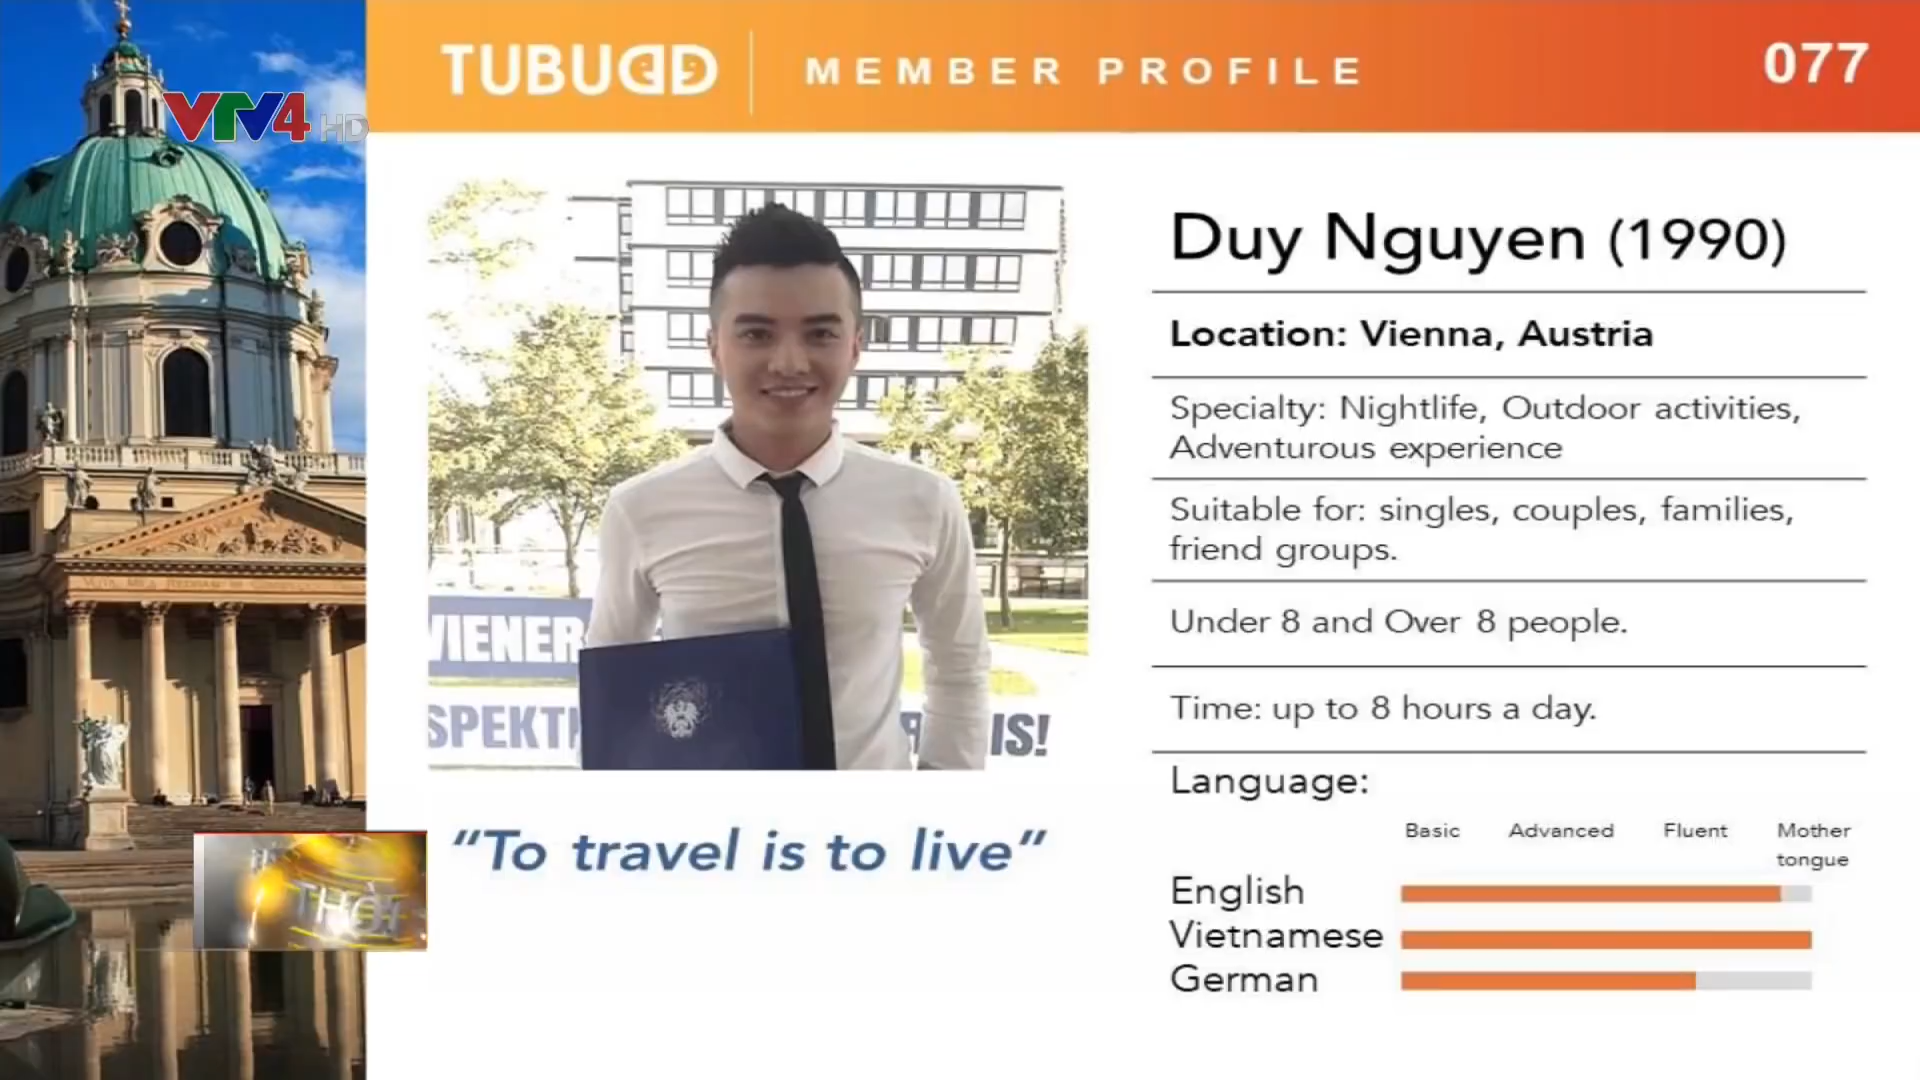 TUBUDD
MEMBER PROFILE
077
VTV4 HD
Duy Nguyen (1990)
Location: Vienna, Austria
Specialty: Nightlife, Outdoor activities,
Adventurous experience
Suitable for: singles, couples, families,
friend groups.
Under 8 and Over 8 people.
Time: up to 8 hours a day.
Language:
Basic Advanced Fluent Mother
tongue
English
Vietnamese
German
VIENER
SPEKT
IS!
"To travel is to live"
THỜI